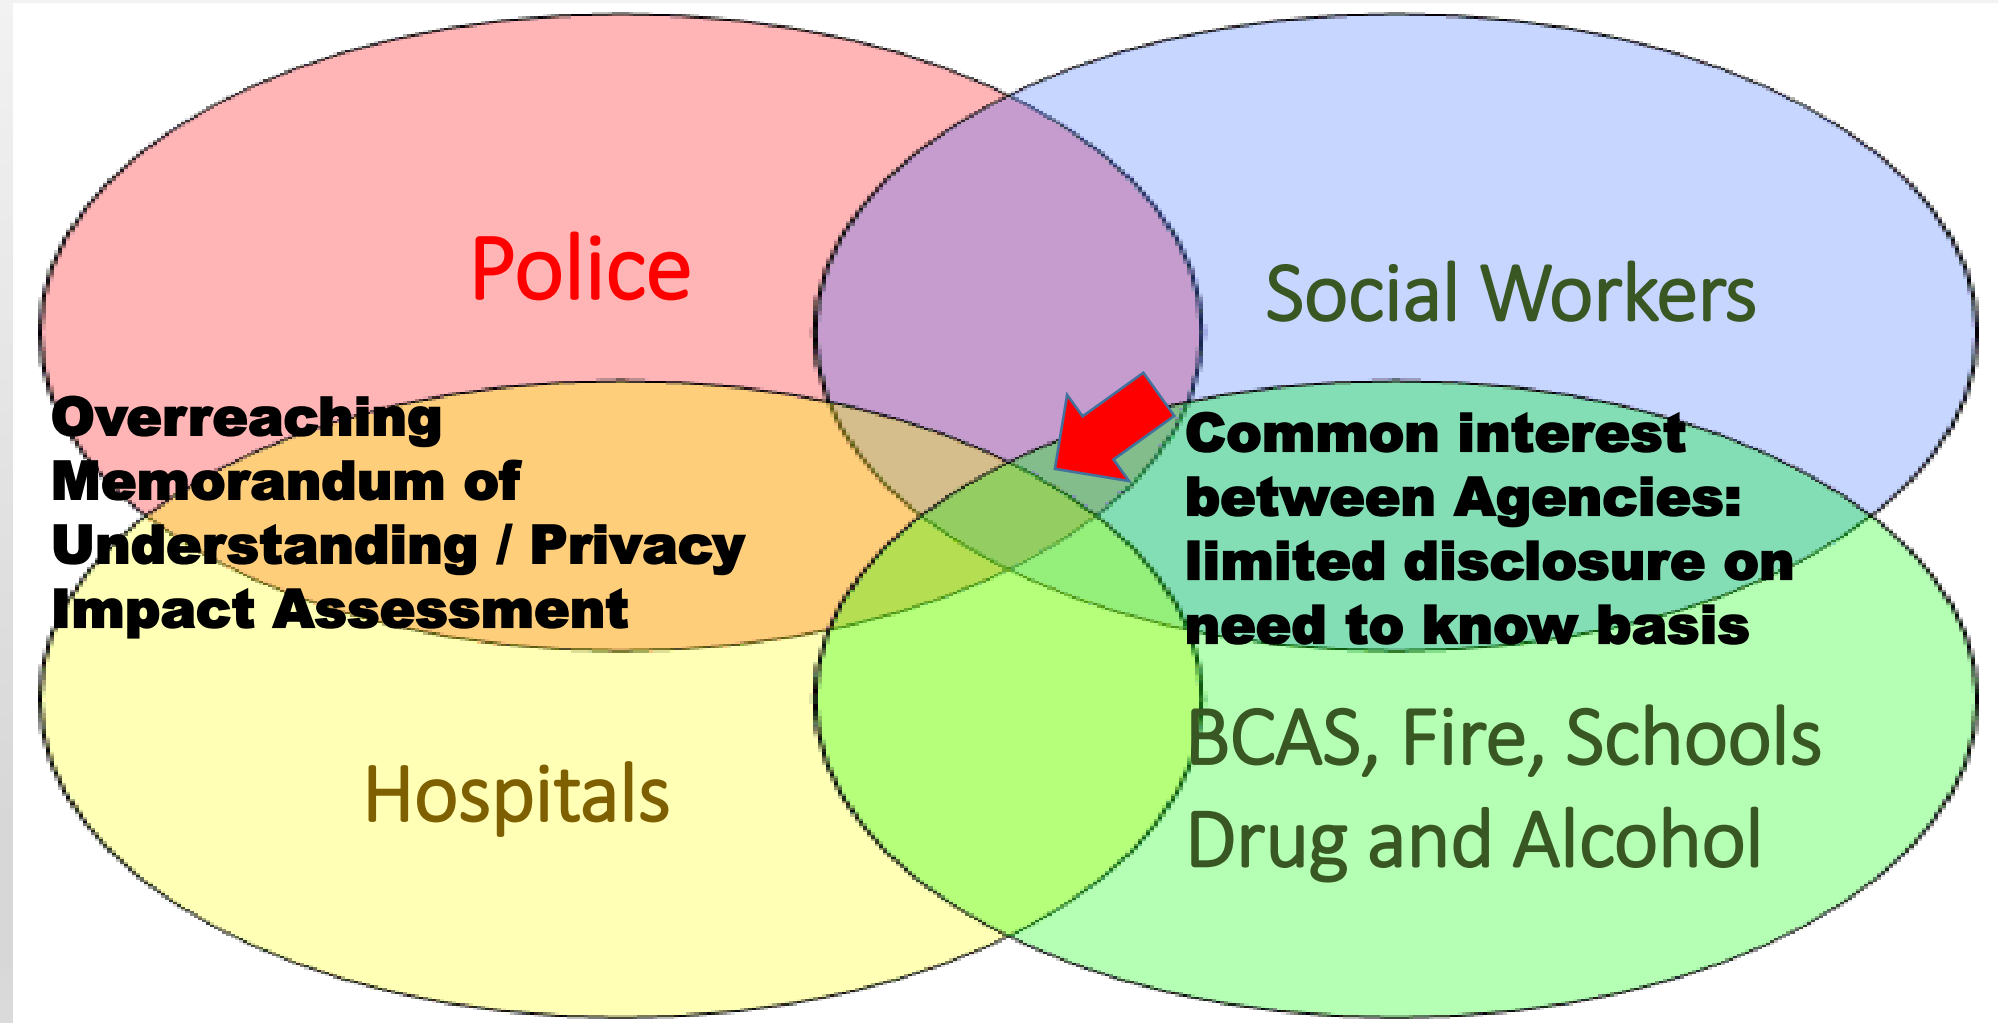 Police
Social Workers
Overreaching
Memorandum of
Understanding / Privacy
Impact Assessment
Common interest
between Agencies:
limited disclosure on
need to know basis
Hospitals
BCAS, Fire, Schools
Drug and Alcohol